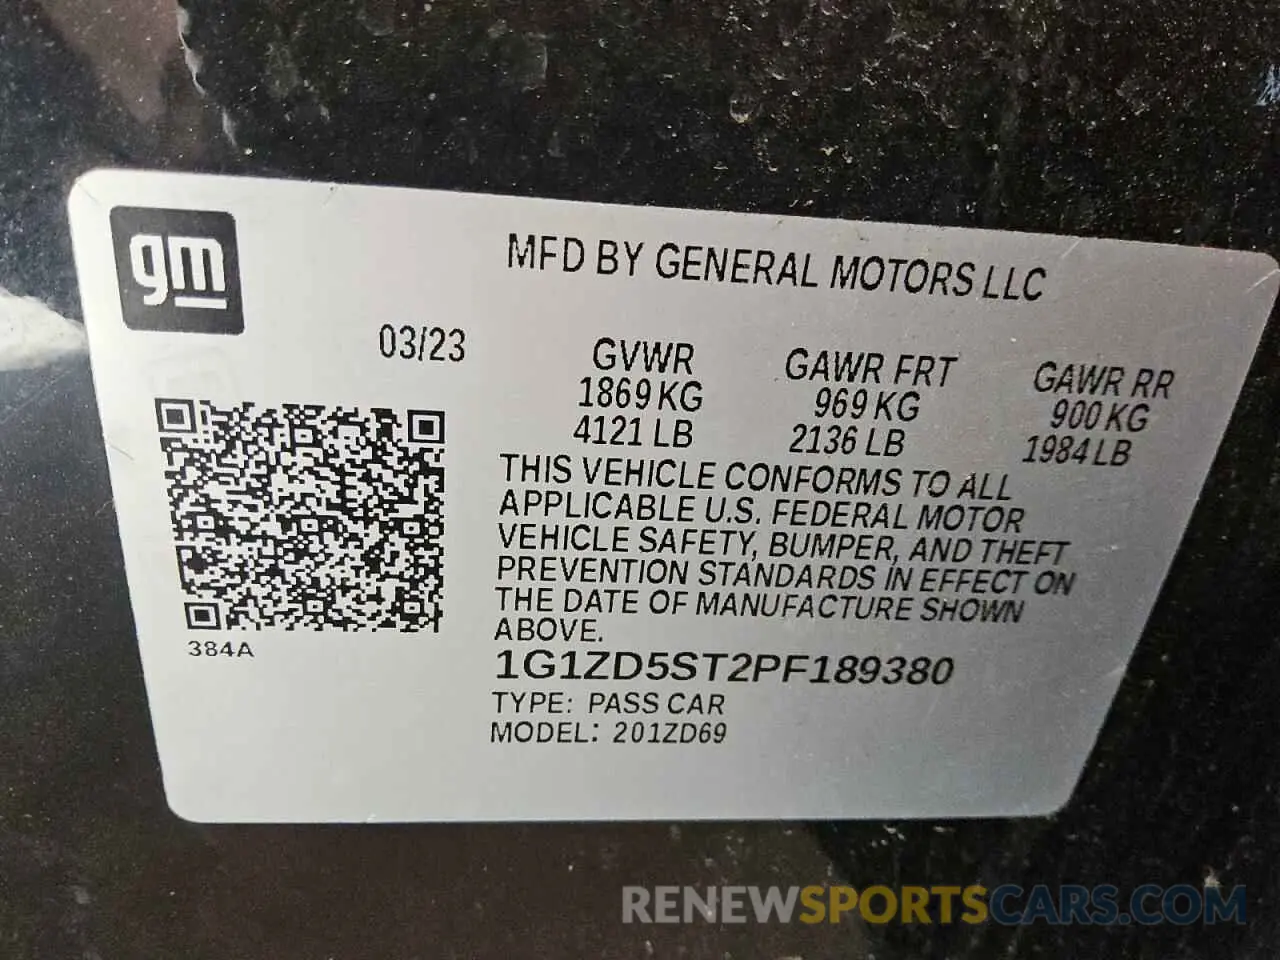 gm
MFD BY GENERAL MOTORS LLC
03/23
GVWR GAWR FRT GAWR RR
1869 KG 969 KG 900 KG
4121 LB 2136 LB 1984 LB
THIS VEHICLE CONFORMS TO ALL
APPLICABLE U.S. FEDERAL MOTOR
VEHICLE SAFETY, BUMPER, AND THEFT
PREVENTION STANDARDS IN EFFECT ON
THE DATE OF MANUFACTURE SHOWN
ABOVE.
384A
1G1ZD5ST2PF189380
TYPE: PASS CAR
MODEL: 201ZD69
RENEWSPORTSCARS.COM